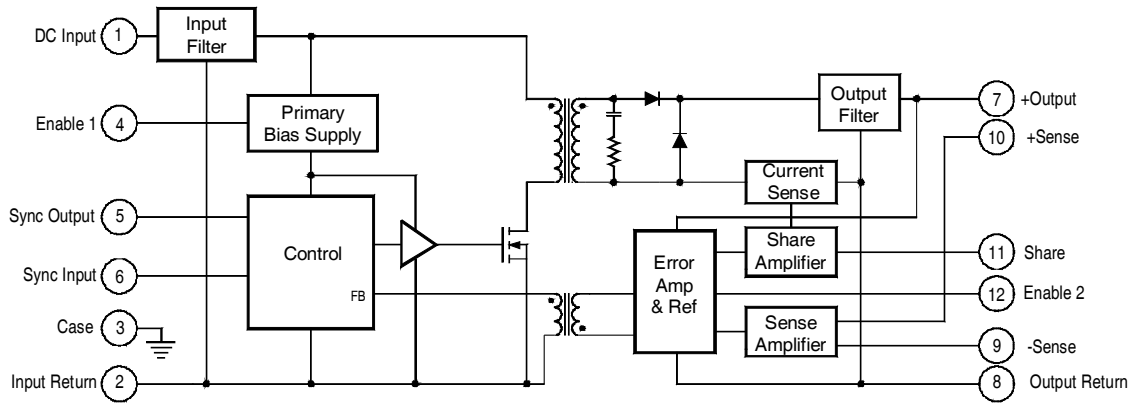 DC Input
1
Input
Filter
Output
Filter
7
+Output
Enable 1
4
Primary
Bias Supply
10
+Sense
Current
Sense
Sync Output
5
Control
Error
Amp
& Ref
Share
Amplifier
11
Share
Sync Input
6
FB
12
Enable 2
Case
3
Sense
Amplifier
9
-Sense
Input Return
2
8
Output Return